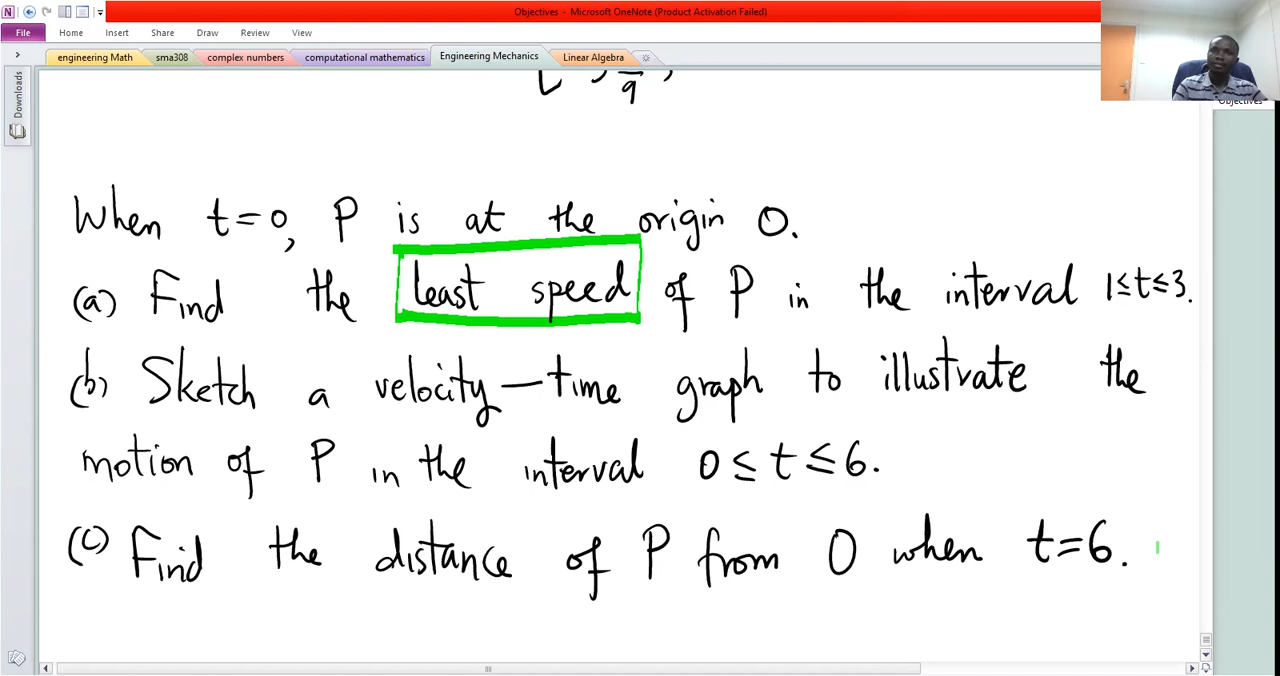 Objectives - Microsoft OneNote (Product Activation Failed)
File Home Insert Share Draw Review View
engineering Math sma308 complex numbers computational mathematics Engineering Mechanics Linear Algebra
Downloads
Objectives
9
When t=0, P is at the origin O.
(a) Find the least speed of P in the interval 1≤t≤3.
(b) Sketch a velocity-time graph to illustrate the
motion of P in the interval 0≤t≤6.
(c) Find the distance of P from O when t=6.